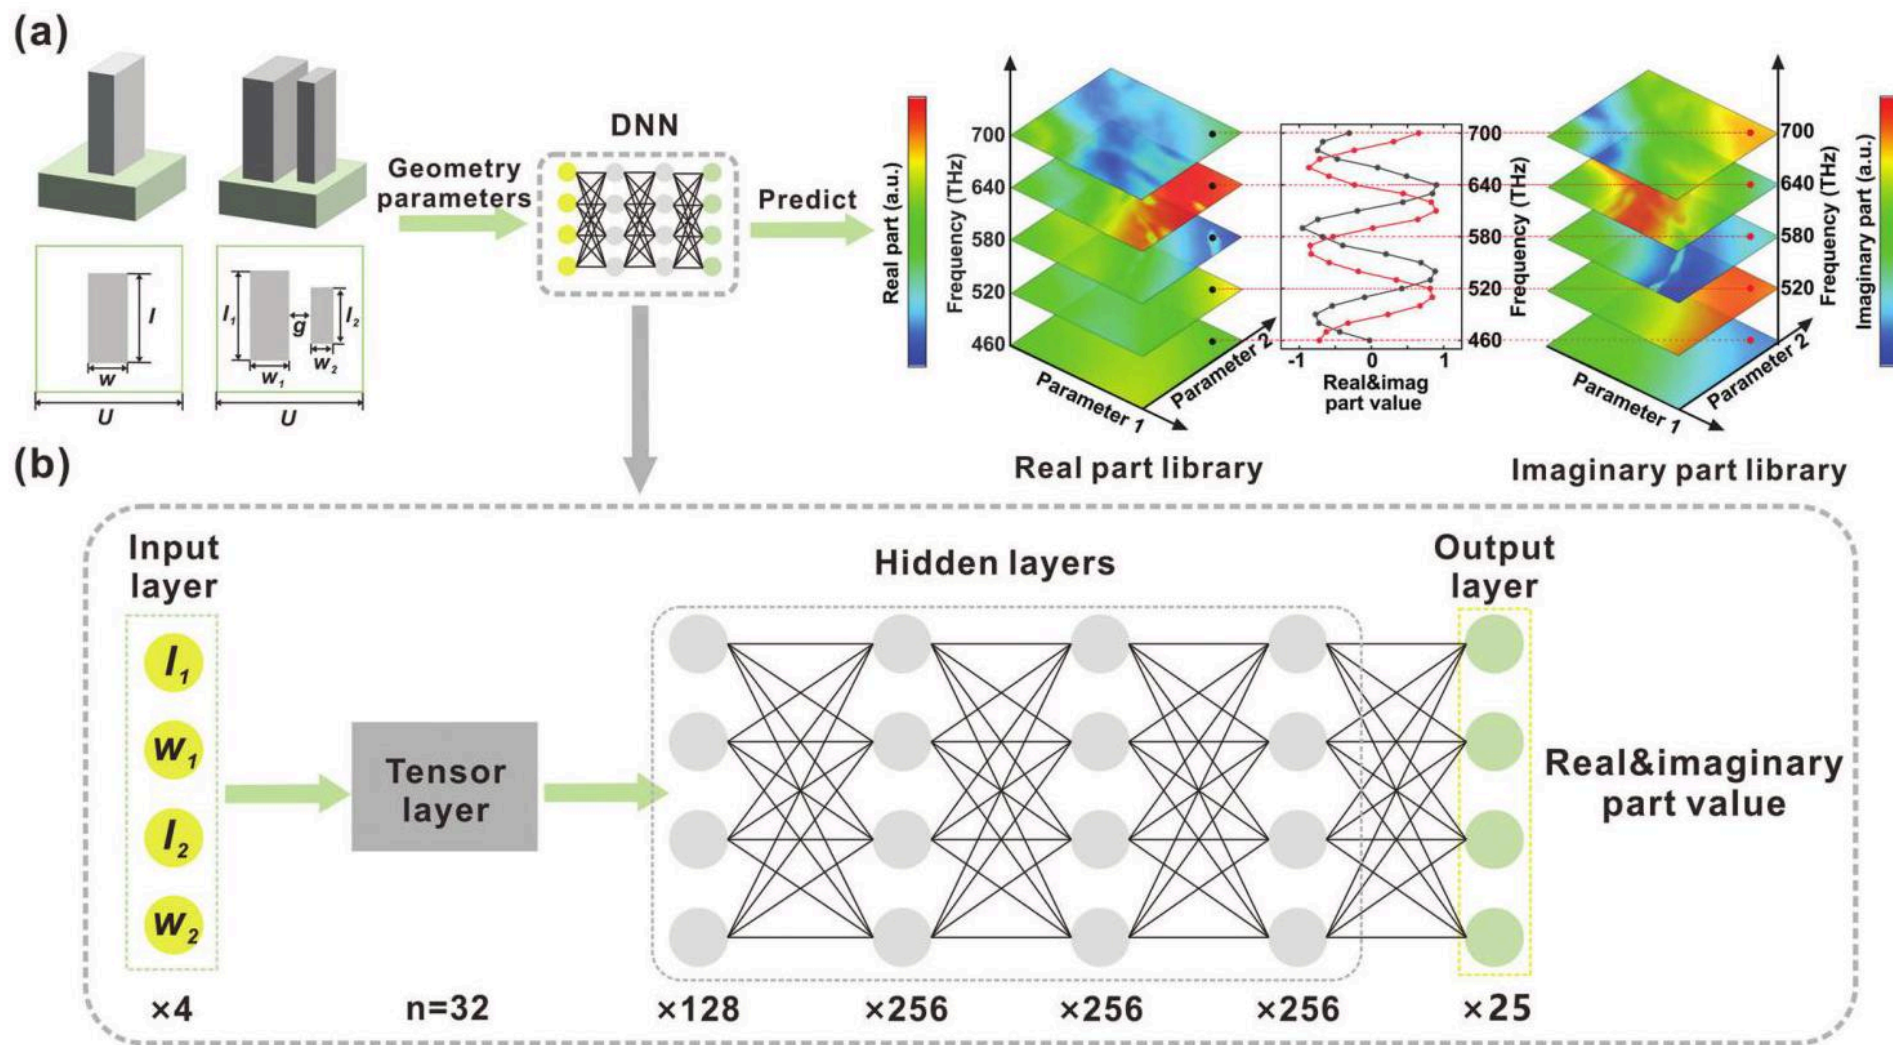 (a)
l
w
U
l1
g
l2
w1
w2
U
Geometry
parameters
DNN
Predict
Real part (a.u.)
Frequency (THz)
700
640
580
520
460
Parameter 1
Parameter 2
-1 0 1
Real&imag
part value
700
640
580
520
460
Frequency (THz)
Parameter 1
Parameter 2
700
640
580
520
460
Frequency (THz)
Imaginary part (a.u.)
Real part library
Imaginary part library
(b)
Input
layer
l1
w1
l2
w2
×4
Tensor
layer
n=32
Hidden layers
×128
×256
×256
×256
Output
layer
×25
Real&imaginary
part value